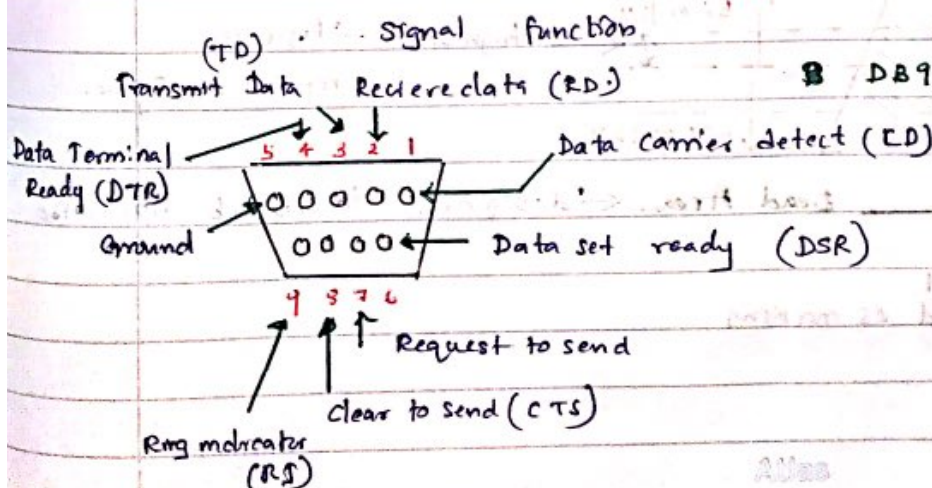 Signal function
(TD)
Transmit Data Recieve data (RD)
DB9
Data Terminal
Ready (DTR)
5 4 3 2 1
Data Carrier detect (CD)
Ground
Data set ready (DSR)
9 8 7 6
Request to send
Clear to send (CTS)
Ring indicator
(RI)